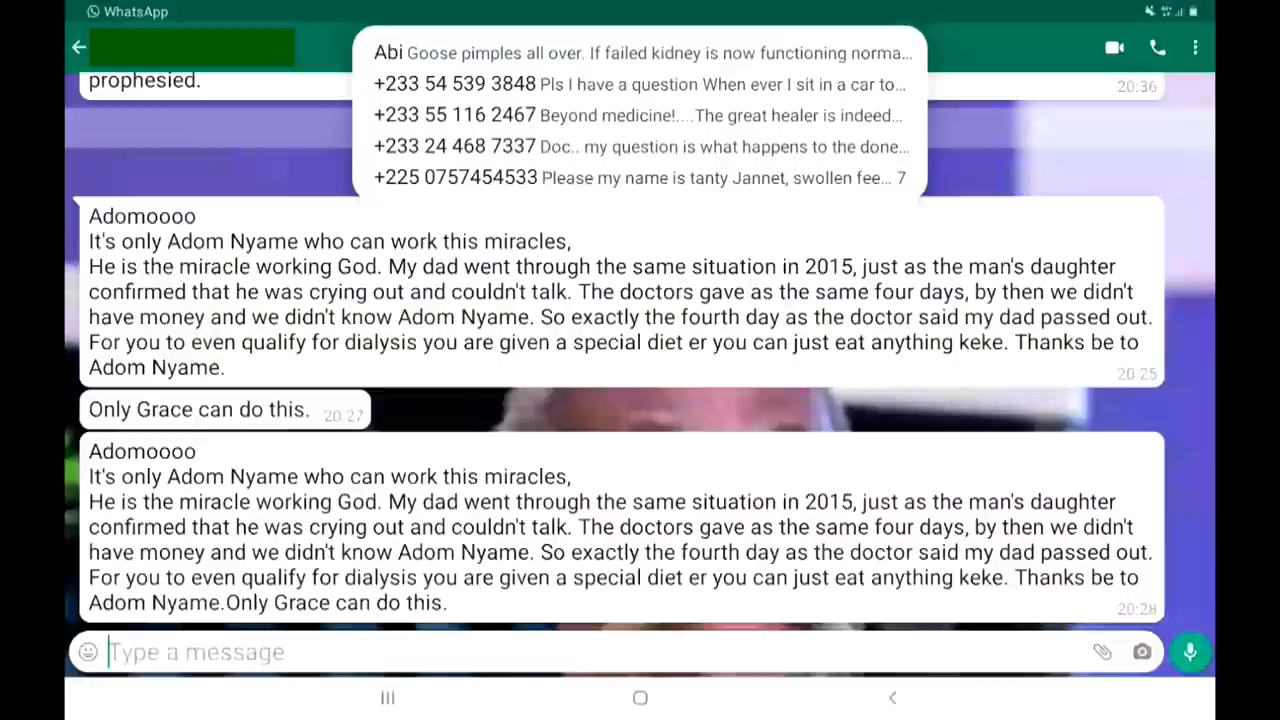 WhatsApp
Abi Goose pimples all over. If failed kidney is now functioning norma...
+233 54 539 3848 Pls I have a question When ever I sit in a car to...
+233 55 116 2467 Beyond medicine!....The great healer is indeed...
+233 24 468 7337 Doc.. my question is what happens to the done...
+225 0757454533 Please my name is tanty Jannet, swollen fee... 7
prophesied.
20:36
Adomoooo
It's only Adom Nyame who can work this miracles,
He is the miracle working God. My dad went through the same situation in 2015, just as the man's daughter
confirmed that he was crying out and couldn't talk. The doctors gave as the same four days, by then we didn't
have money and we didn't know Adom Nyame. So exactly the fourth day as the doctor said my dad passed out.
For you to even qualify for dialysis you are given a special diet er you can just eat anything keke. Thanks be to
Adom Nyame.
20:25
Only Grace can do this. 20:27
Adomoooo
It's only Adom Nyame who can work this miracles,
He is the miracle working God. My dad went through the same situation in 2015, just as the man's daughter
confirmed that he was crying out and couldn't talk. The doctors gave as the same four days, by then we didn't
have money and we didn't know Adom Nyame. So exactly the fourth day as the doctor said my dad passed out.
For you to even qualify for dialysis you are given a special diet er you can just eat anything keke. Thanks be to
Adom Nyame.Only Grace can do this.
20:28
Type a message